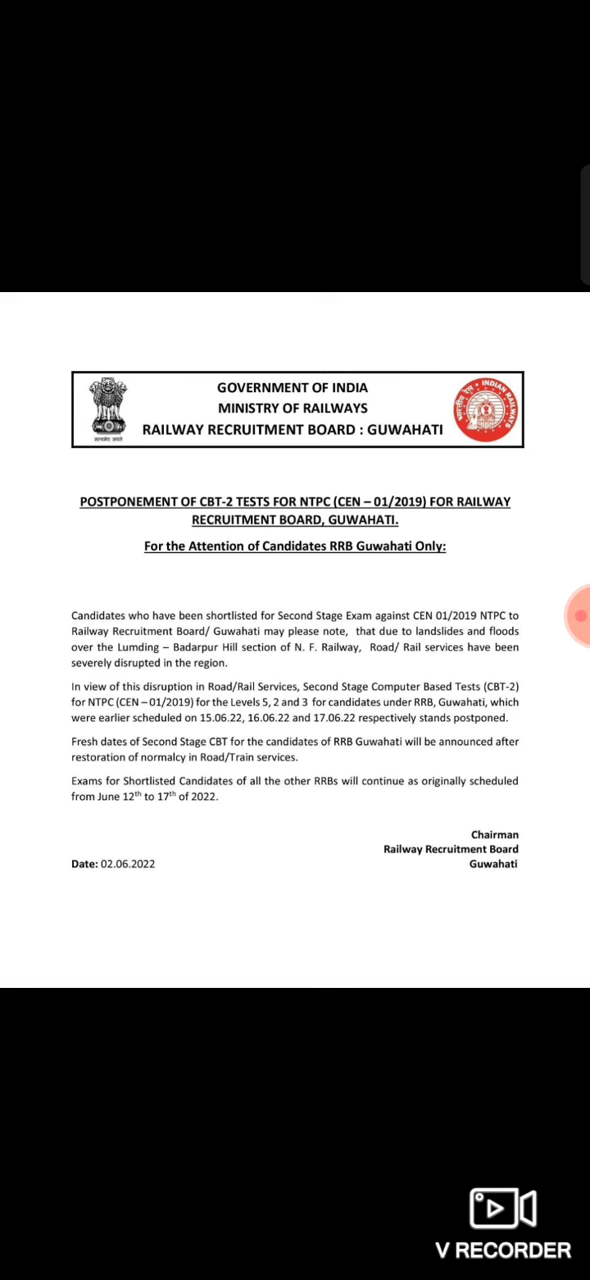 GOVERNMENT OF INDIA
MINISTRY OF RAILWAYS
RAILWAY RECRUITMENT BOARD : GUWAHATI
सत्यमेव जयते
INDIAN RAILWAYS
भारतीय रेल
POSTPONEMENT OF CBT-2 TESTS FOR NTPC (CEN – 01/2019) FOR RAILWAY
RECRUITMENT BOARD, GUWAHATI.
For the Attention of Candidates RRB Guwahati Only:
Candidates who have been shortlisted for Second Stage Exam against CEN 01/2019 NTPC to
Railway Recruitment Board/ Guwahati may please note, that due to landslides and floods
over the Lumding – Badarpur Hill section of N. F. Railway, Road/ Rail services have been
severely disrupted in the region.
In view of this disruption in Road/Rail Services, Second Stage Computer Based Tests (CBT-2)
for NTPC (CEN – 01/2019) for the Levels 5, 2 and 3 for candidates under RRB, Guwahati, which
were earlier scheduled on 15.06.22, 16.06.22 and 17.06.22 respectively stands postponed.
Fresh dates of Second Stage CBT for the candidates of RRB Guwahati will be announced after
restoration of normalcy in Road/Train services.
Exams for Shortlisted Candidates of all the other RRBs will continue as originally scheduled
from June 12th to 17th of 2022.
Chairman
Railway Recruitment Board
Date: 02.06.2022 Guwahati
V RECORDER